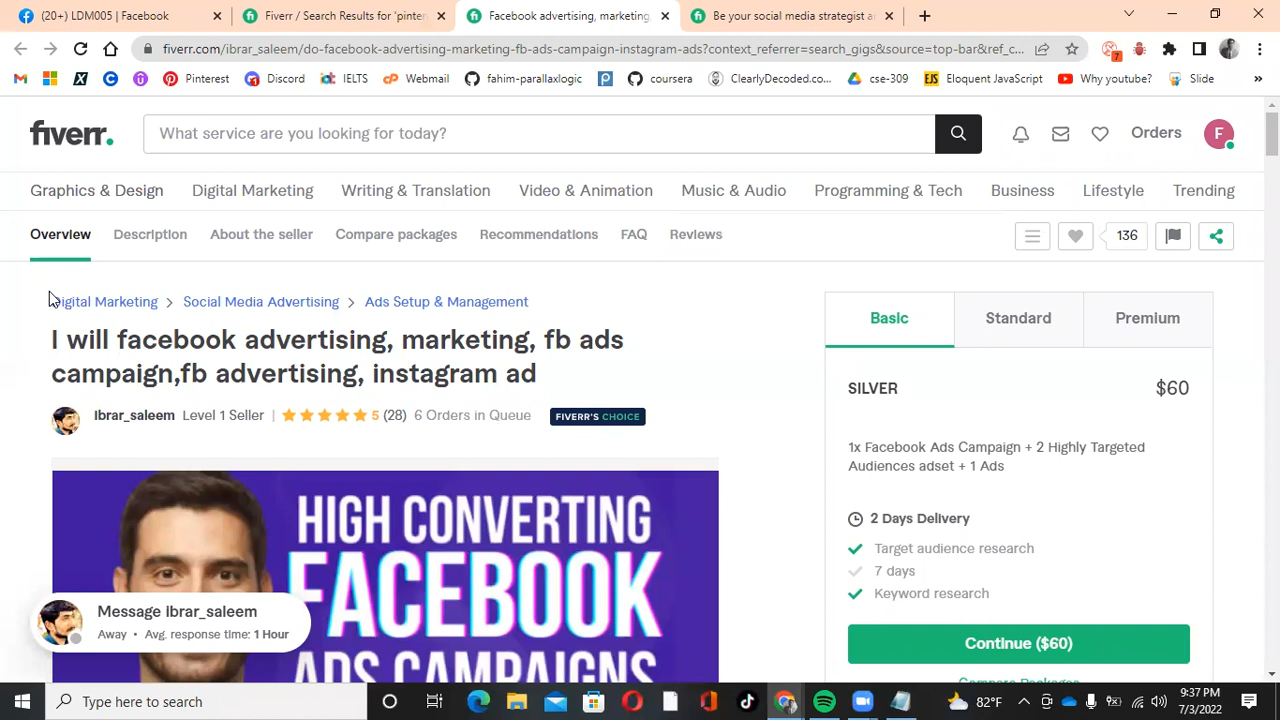 (20+) LDM005 | Facebook
Fiverr / Search Results for 'pinter
Facebook advertising, marketing,
Be your social media strategist a
fiverr.com/ibrar_saleem/do-facebook-advertising-marketing-fb-ads-campaign-instagram-ads?context_referrer=search_gigs&source=top-bar&ref_c...
7
Pinterest
Discord
IELTS
Webmail
fahim-parallaxlogic
coursera
ClearlyDecoded.co...
cse-309
EJS Eloquent JavaScript
Why youtube?
Slide
»
fiverr.
What service are you looking for today?
Orders
F
Graphics & Design
Digital Marketing
Writing & Translation
Video & Animation
Music & Audio
Programming & Tech
Business
Lifestyle
Trending
Overview
Description
About the seller
Compare packages
Recommendations
FAQ
Reviews
136
Digital Marketing > Social Media Advertising > Ads Setup & Management
I will facebook advertising, marketing, fb ads
campaign,fb advertising, instagram ad
Ibrar_saleem Level 1 Seller | 5 (28) 6 Orders in Queue FIVERR'S CHOICE
HIGH CONVERTING
FACEBOOK
ADS CAMPAIGNS
Message Ibrar_saleem
Away • Avg. response time: 1 Hour
Basic
Standard
Premium
SILVER $60
1x Facebook Ads Campaign + 2 Highly Targeted
Audiences adset + 1 Ads
2 Days Delivery
Target audience research
7 days
Keyword research
Continue ($60)
Compare Packages
Type here to search
82°F
9:37 PM
7/3/2022